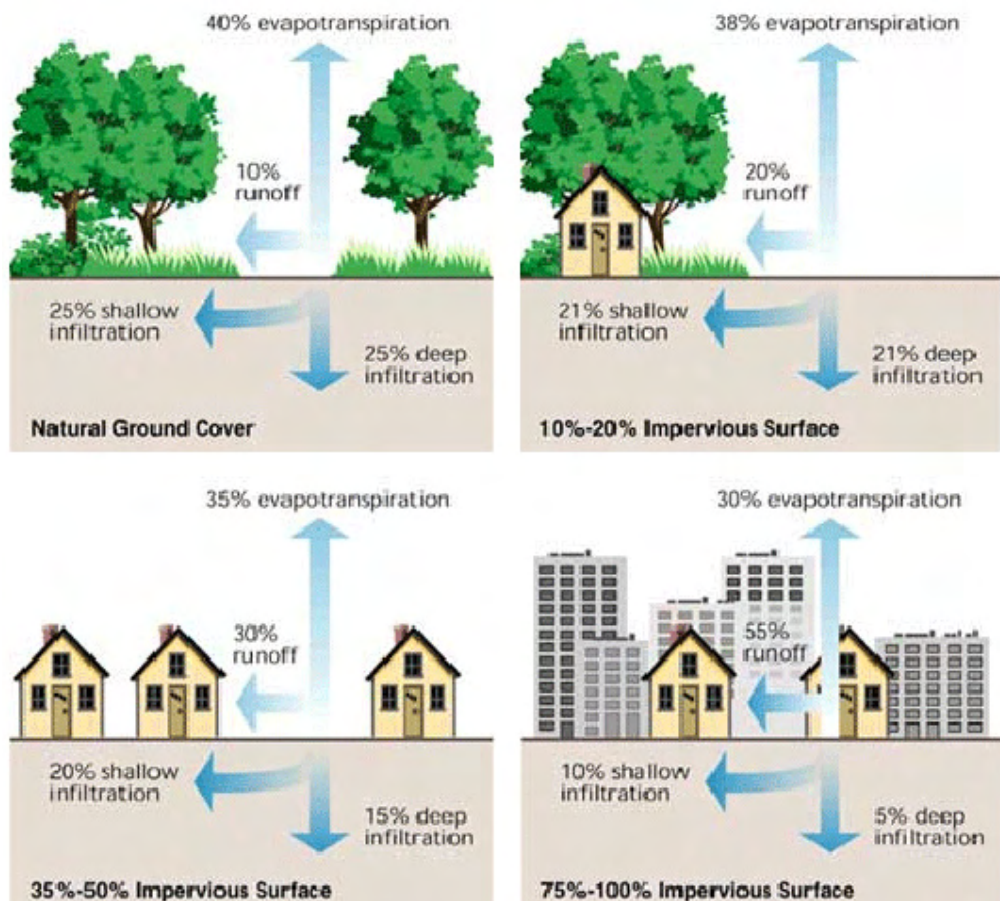 40% evapotranspiration
10%
runoff
25% shallow
infiltration
25% deep
infiltration
Natural Ground Cover
38% evapotranspiration
20%
runoff
21% shallow
infiltration
21% deep
infiltration
10%-20% Impervious Surface
35% evapotranspiration
30%
runoff
20% shallow
infiltration
15% deep
infiltration
35%-50% Impervious Surface
30% evapotranspiration
55%
runoff
10% shallow
infiltration
5% deep
infiltration
75%-100% Impervious Surface